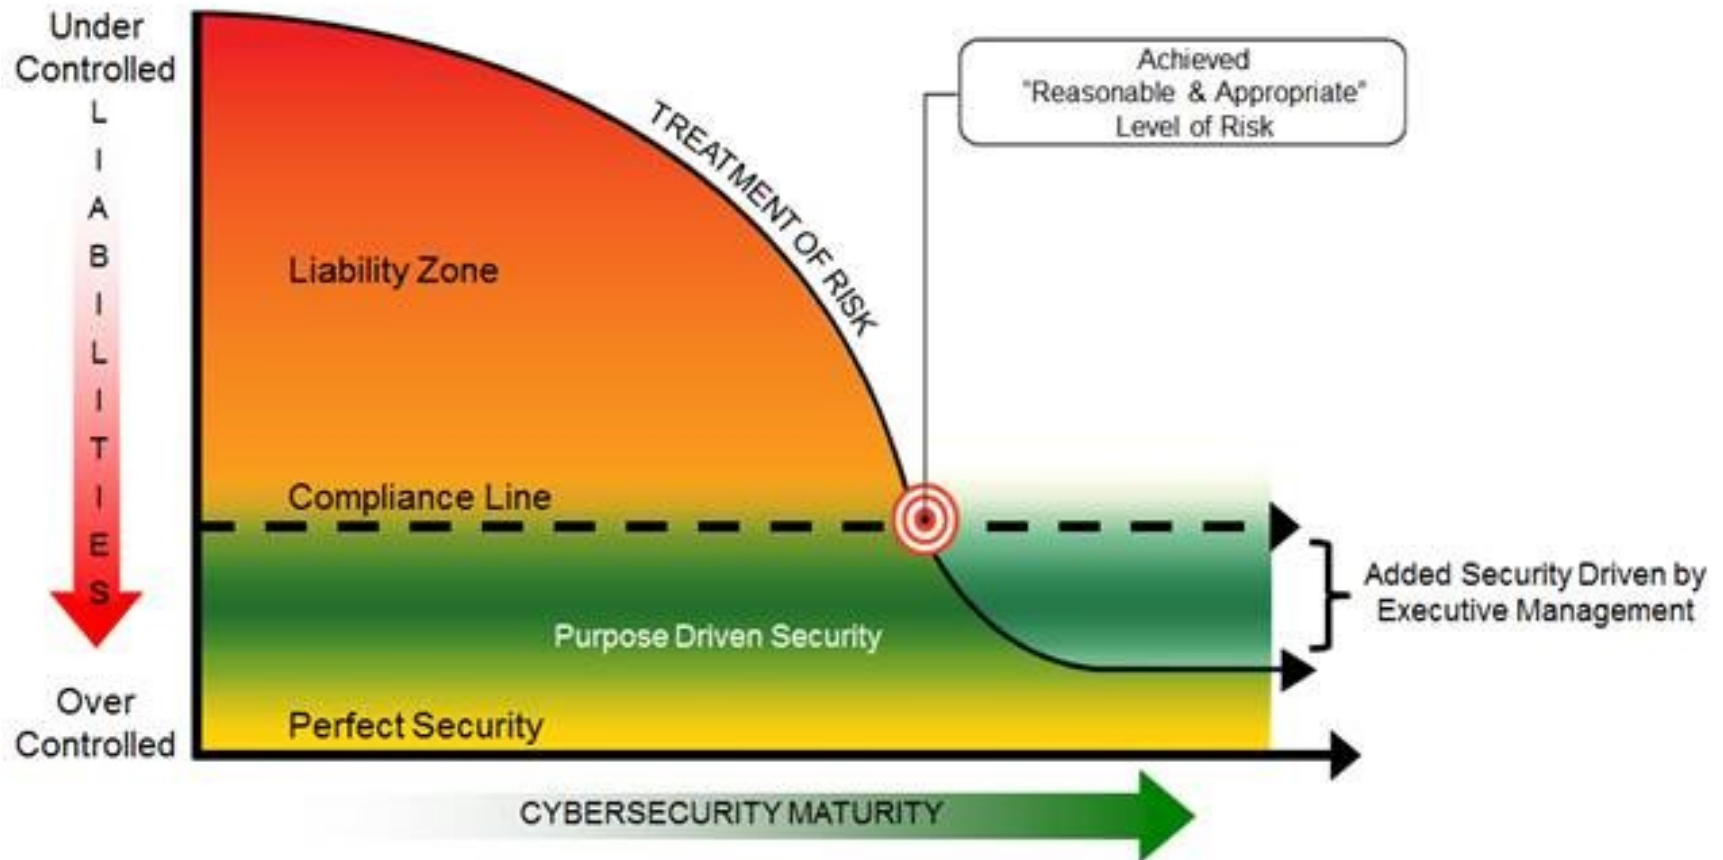 Under
Controlled
LIABILITIES
Over
Controlled
Achieved
"Reasonable & Appropriate"
Level of Risk
TREATMENT OF RISK
Liability Zone
Compliance Line
Purpose Driven Security
Perfect Security
Added Security Driven by
Executive Management
CYBERSECURITY MATURITY